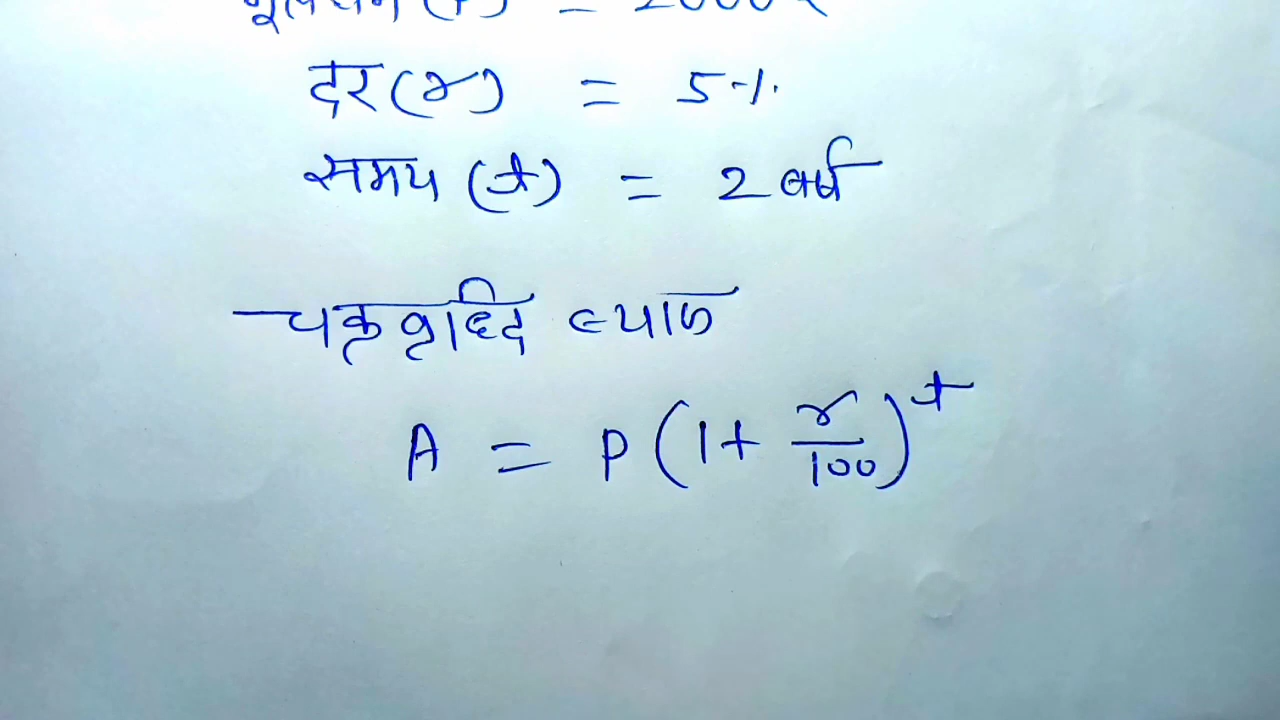 दर (r) = 5%
समय (t) = 2 वर्ष
चक्रवृद्धि ब्याज
A = P (1 + r/100)^t